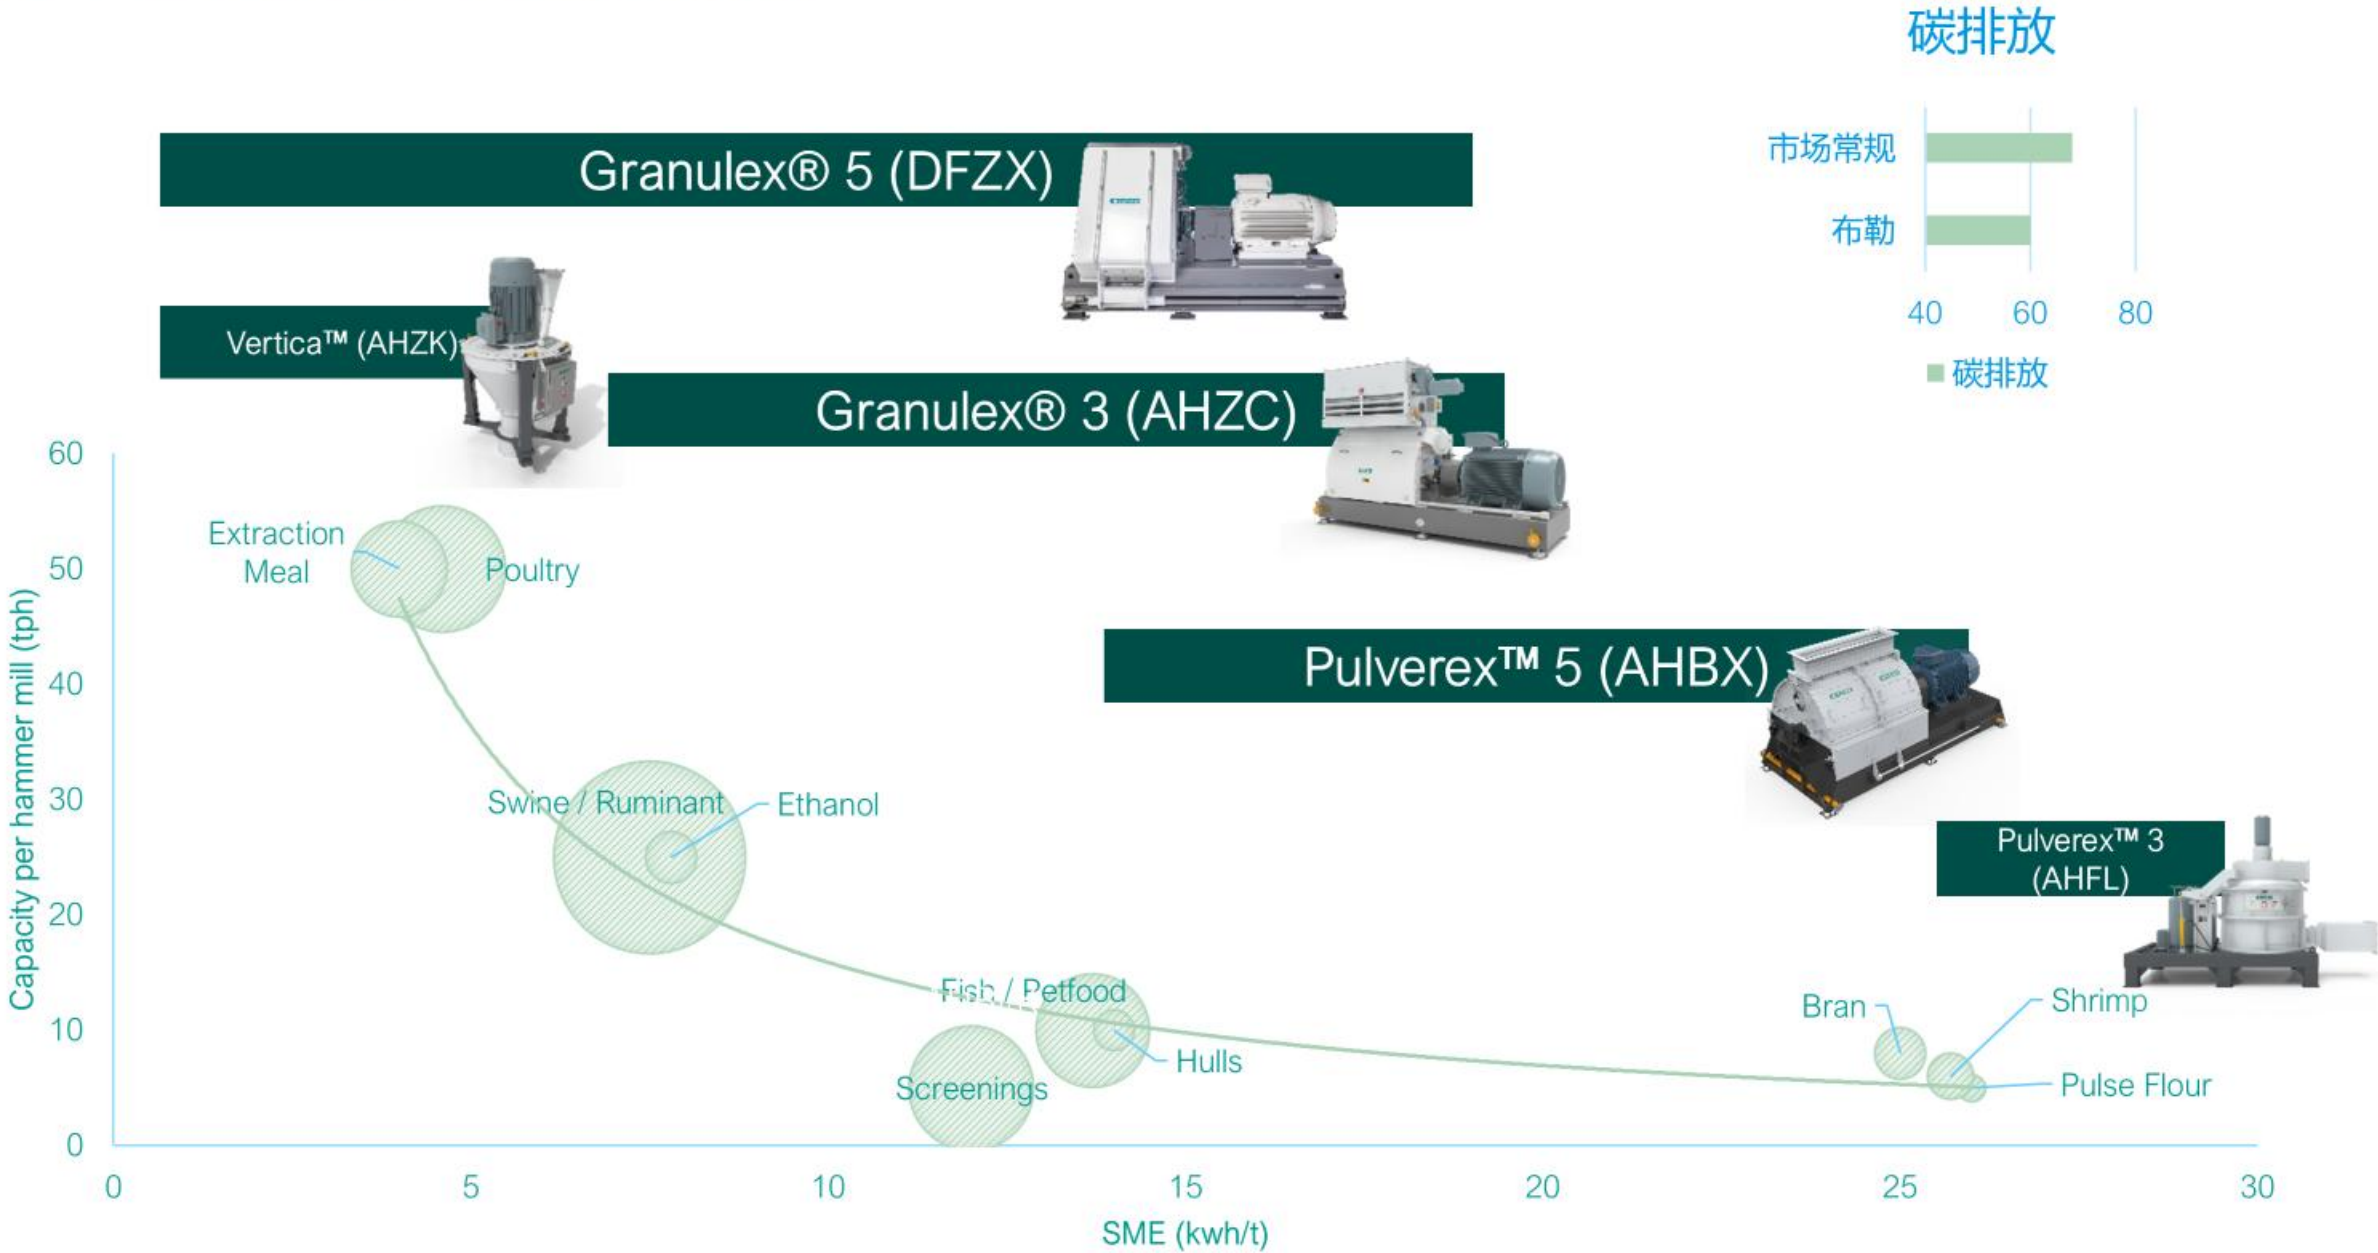 碳排放
Granulex® 5 (DFZX)
市场常规
布勒
40 60 80
碳排放
Vertica™ (AHZK)
Granulex® 3 (AHZC)
Pulverex™ 5 (AHBX)
Pulverex™ 3
(AHFL)
Capacity per hammer mill (tph)
60
50
40
30
20
10
0
Extraction
Meal
Poultry
Swine / Ruminant
Ethanol
Fish / Petfood
Screenings
Hulls
Bran
Shrimp
Pulse Flour
0 5 10 15 20 25 30
SME (kwh/t)